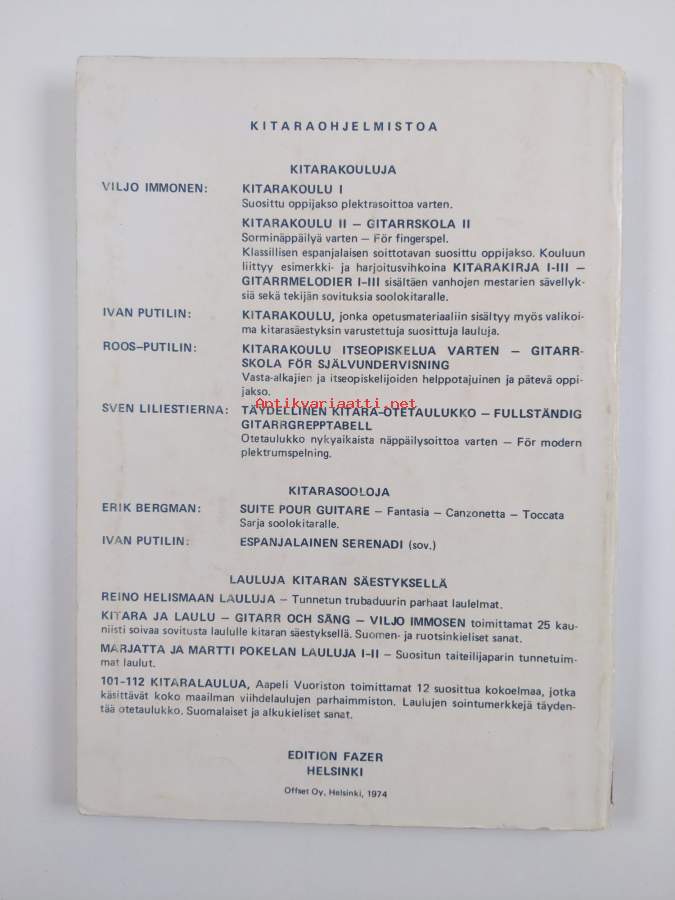 KITARAOHJELMISTOA
KITARAKOULUJA
VILJO IMMONEN: KITARAKOULU I
Suosittu oppijakso plektrasoittoa varten.
KITARAKOULU II – GITARRSKOLA II
Sorminäppäilyä varten – För fingerspel.
Klassillisen espanjalaisen soittotavan suosittu oppijakso. Kouluun
liittyy esimerkki- ja harjoitusvihkoina KITARAKIRJA I-III –
GITARRMELODIER I-III sisältäen vanhojen mestarien sävellyk-
siä sekä tekijän sovituksia soolokitaralle.
IVAN PUTILIN: KITARAKOULU, jonka opetusmateriaaliin sisältyy myös valikoi-
ma kitarasäestyksin varustettuja suosittuja lauluja.
ROOS–PUTILIN: KITARAKOULU ITSEOPISKELUA VARTEN – GITARR-
SKOLA FÖR SJÄLVUNDERVISNING
Vasta-alkajien ja itseopiskelijoiden helppotajuinen ja pätevä oppi-
jakso.
Antikvariaatti.net
SVEN LILIESTIERNA: TÄYDELLINEN KITARA-OTETAULUKKO – FULLSTÄNDIG
GITARRGREPPTABELL
Otetaulukko nykyaikaista näppäilysoittoa varten – För modern
plektrumspelning.
KITARASOOLOJA
ERIK BERGMAN: SUITE POUR GUITARE – Fantasia – Canzonetta – Toccata
Sarja soolokitaralle.
IVAN PUTILIN: ESPANJALAINEN SERENADI (sov.)
LAULUJA KITARAN SÄESTYKSELLÄ
REINO HELISMAAN LAULUJA – Tunnetun trubaduurin parhaat laulelmat.
KITARA JA LAULU – GITARR OCH SÅNG – VILJO IMMOSEN toimittamat 25 kau-
niisti soivaa sovitusta laululle kitaran säestyksellä. Suomen- ja ruotsinkieliset sanat.
MARJATTA JA MARTTI POKELAN LAULUJA I-II – Suositun taiteilijaparin tunnetuim-
mat laulut.
101-112 KITARALAULUA, Aapeli Vuoriston toimittamat 12 suosittua kokoelmaa, jotka
käsittävät koko maailman viihdelaulujen parhaimmiston. Laulujen sointumerkkejä täyden-
tää otetaulukko. Suomalaiset ja alkukieliset sanat.
EDITION FAZER
HELSINKI
Offset Oy, Helsinki, 1974